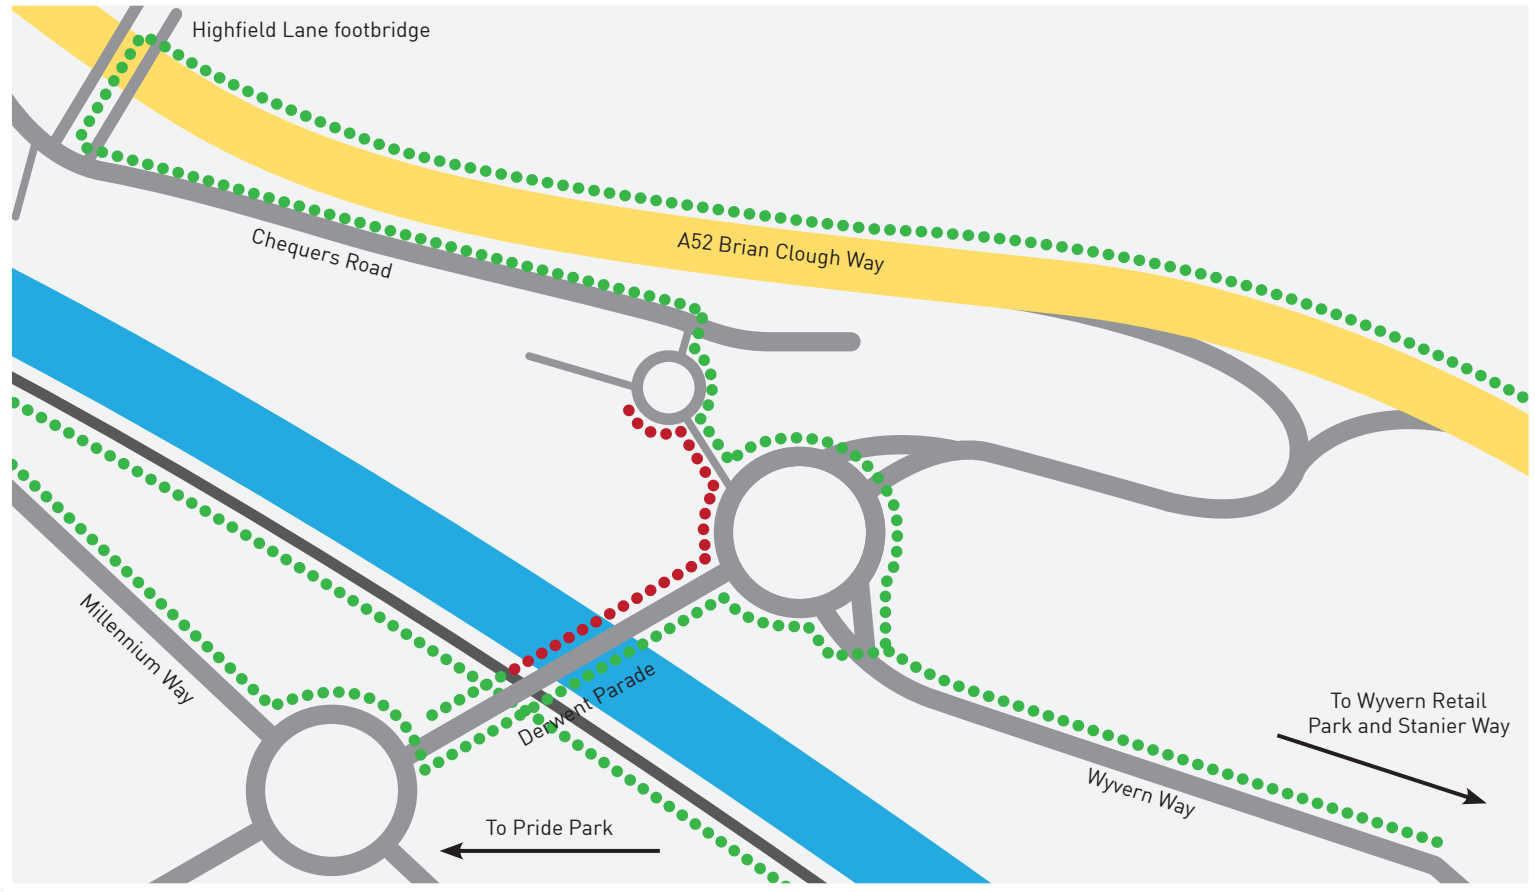 Highfield Lane footbridge
A52 Brian Clough Way
Chequers Road
Millennium Way
Derwent Parade
To Wyvern Retail
Park and Stanier Way
Wyvern Way
To Pride Park